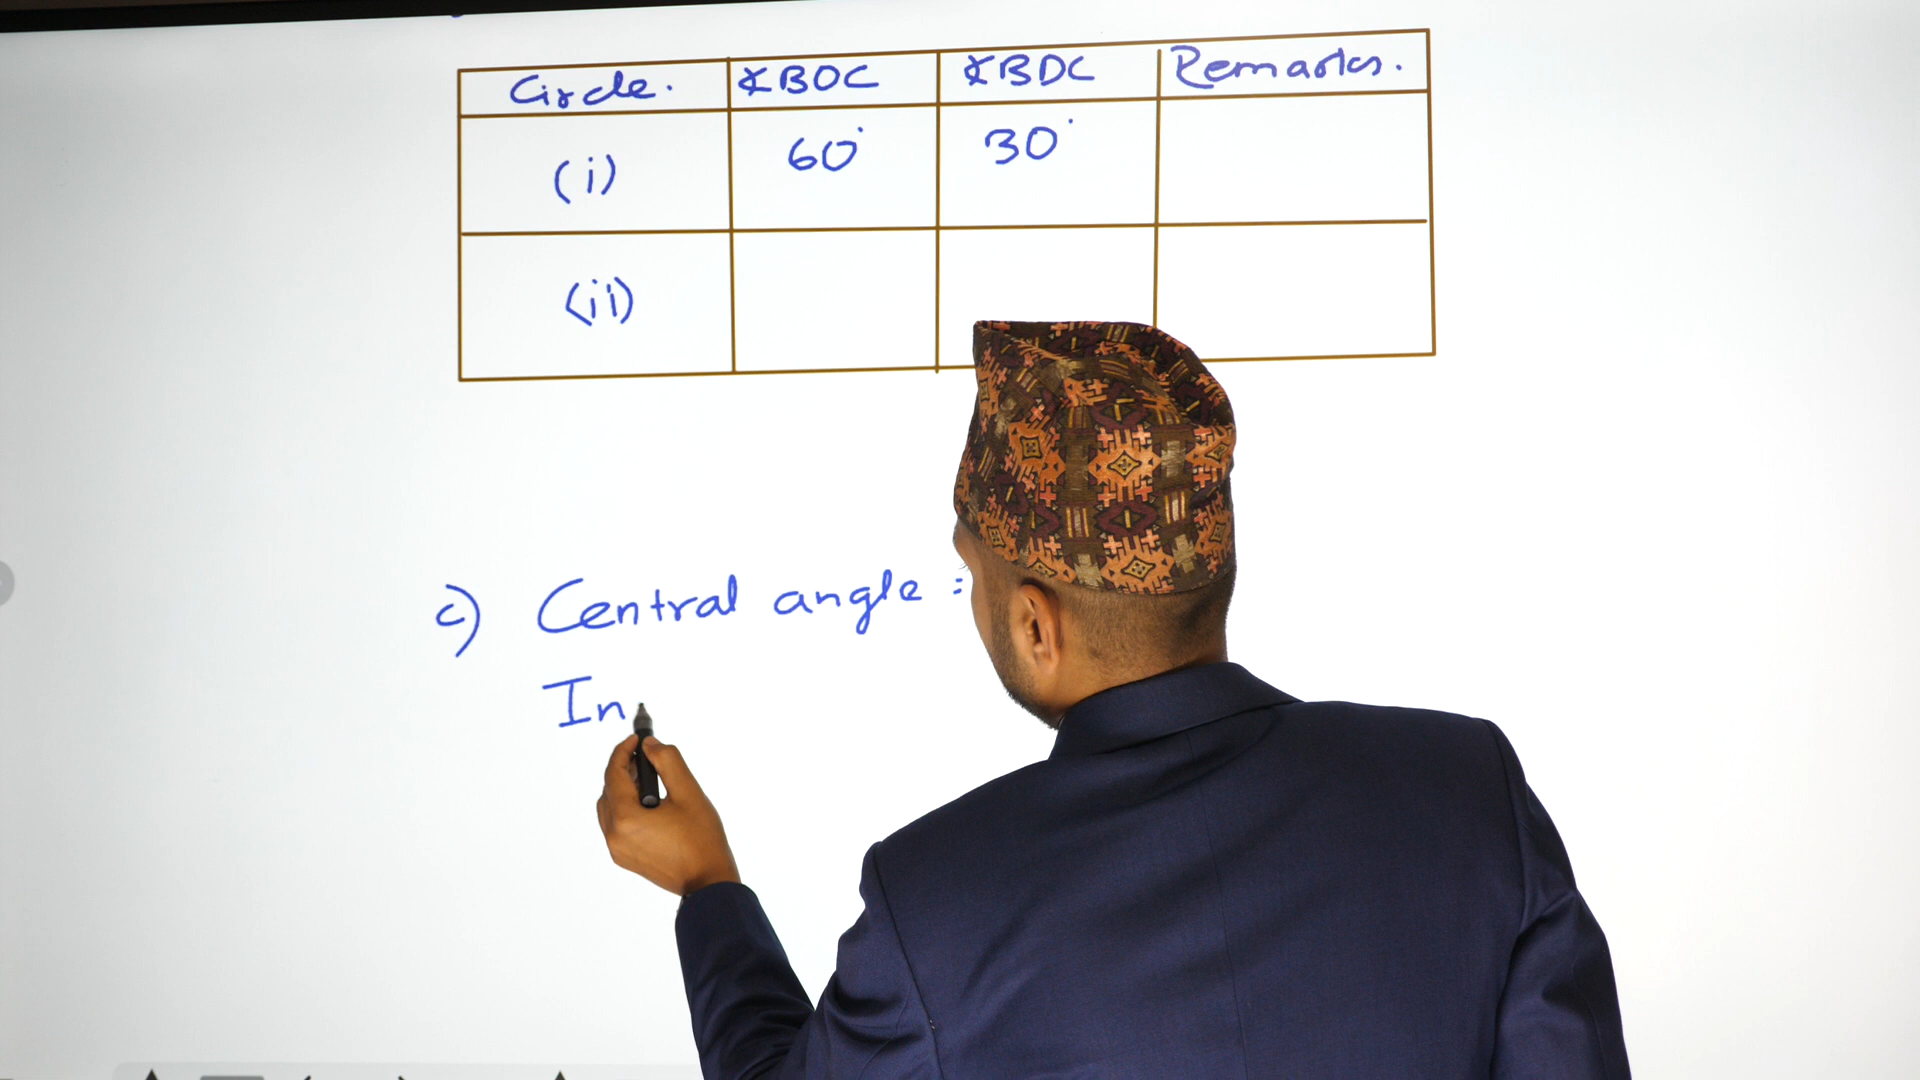 Circle. ∡BOC ∡BDC Remarks.
(i) 60° 30°
(ii)
c) Central angle :
In